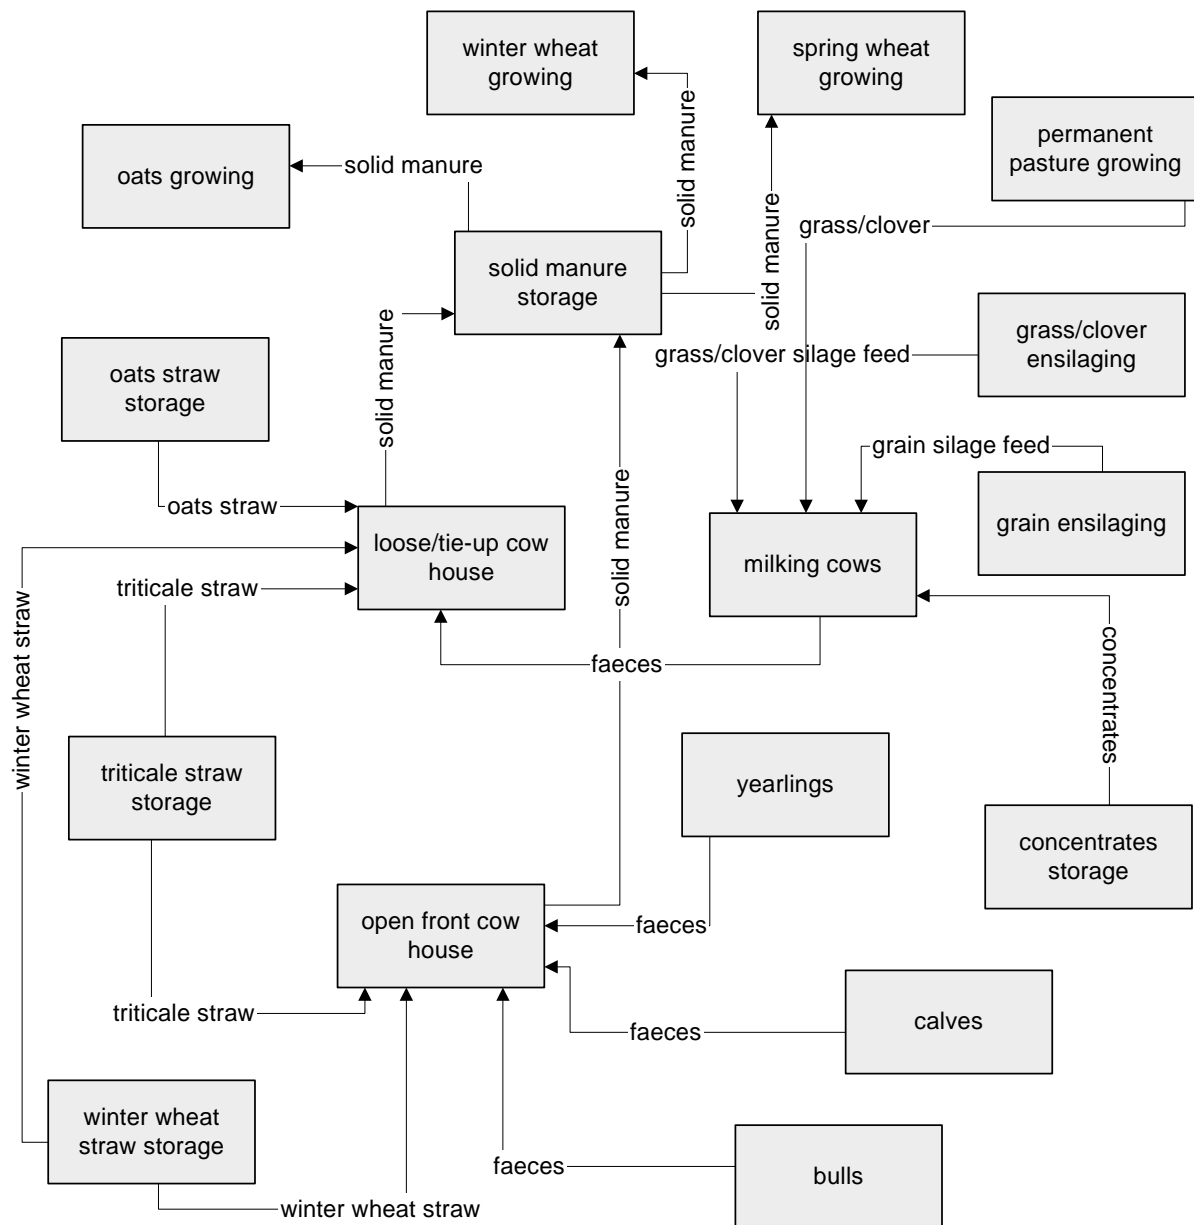 winter wheat
growing
spring wheat
growing
permanent
pasture growing
oats growing
solid manure
solid manure
solid manure
grass/clover
solid manure
storage
grass/clover
ensilaging
grass/clover silage feed
oats straw
storage
solid manure
grain silage feed
grain ensilaging
oats straw
loose/tie-up cow
house
milking cows
solid manure
triticale straw
winter wheat straw
faeces
concentrates
triticale straw
storage
yearlings
concentrates
storage
open front cow
house
faeces
triticale straw
faeces
calves
winter wheat
straw storage
faeces
bulls
winter wheat straw